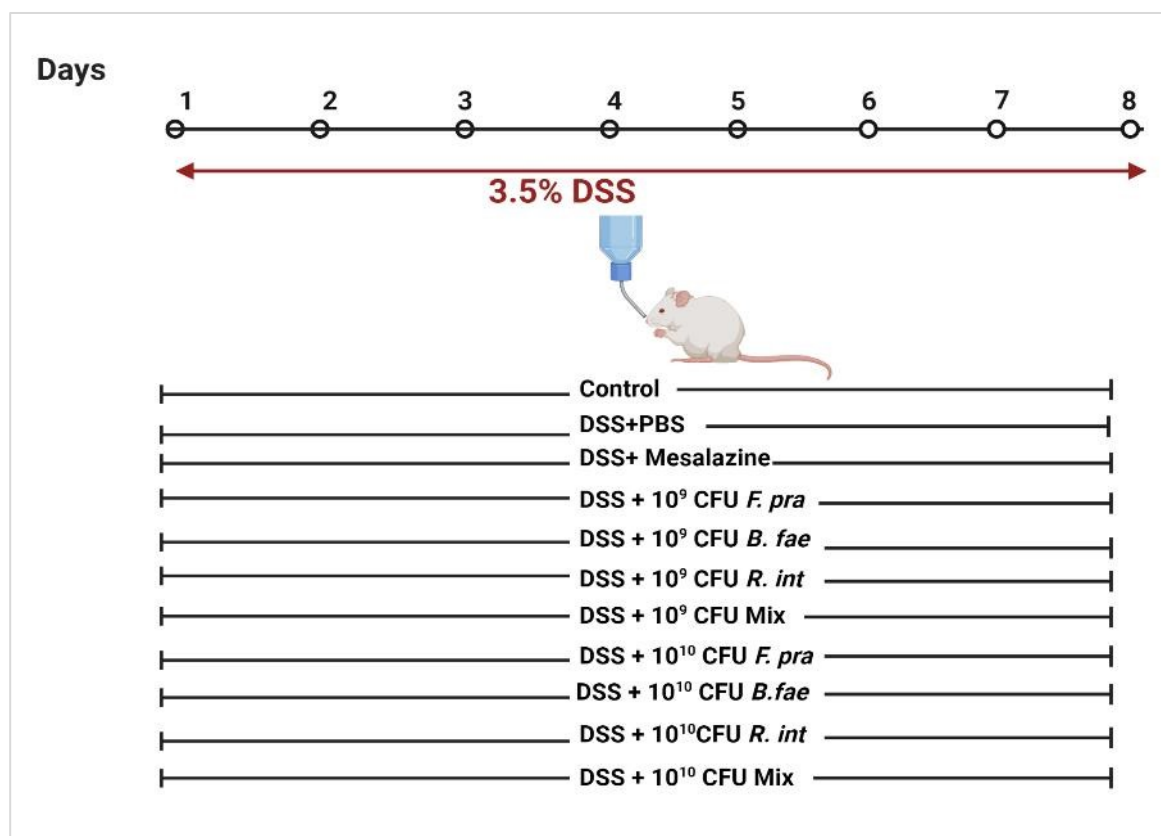 Days
1 2 3 4 5 6 7 8
3.5% DSS
Control
DSS+PBS
DSS+ Mesalazine
DSS + 10⁹ CFU F. pra
DSS + 10⁹ CFU B. fae
DSS + 10⁹ CFU R. int
DSS + 10⁹ CFU Mix
DSS + 10¹⁰ CFU F. pra
DSS + 10¹⁰ CFU B.fae
DSS + 10¹⁰CFU R. int
DSS + 10¹⁰ CFU Mix